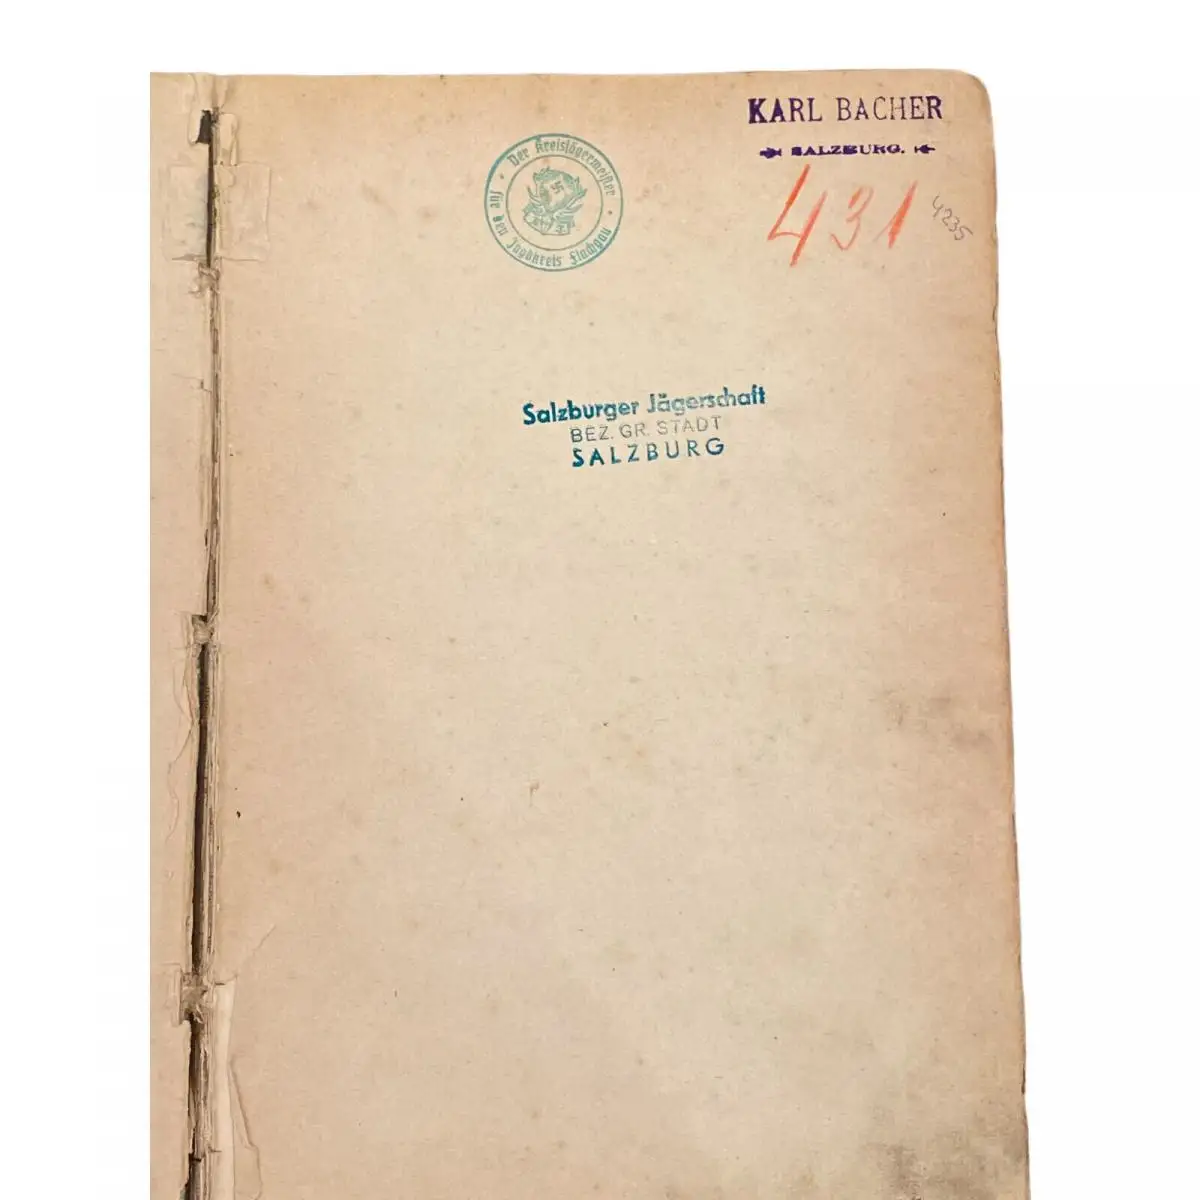 KARL BACHER
SALZBURG.
431
4235
Der Kreisjägermeister
für den Jagdkreis Flachgau
Salzburger Jägerschaft
BEZ. GR. STADT
SALZBURG